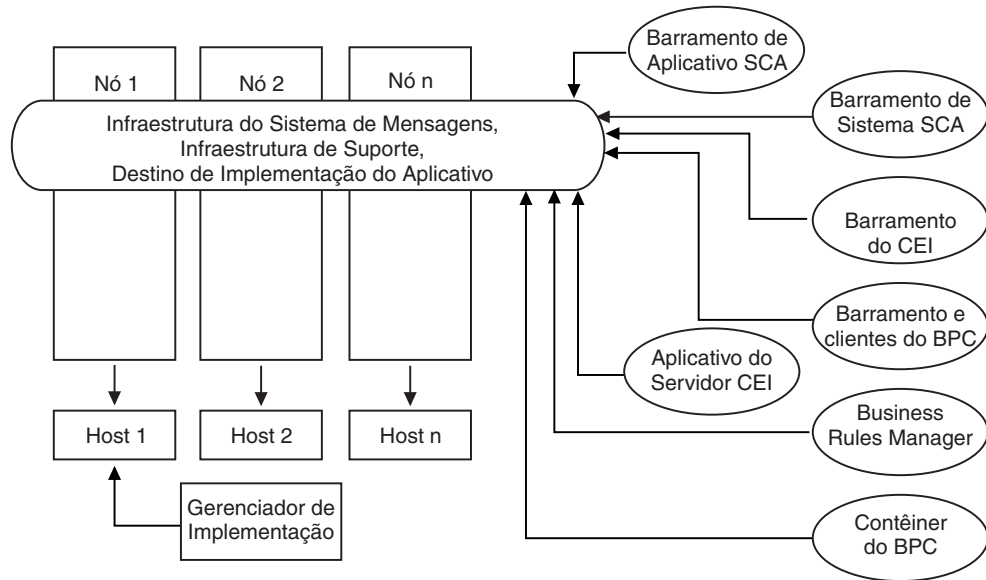 Nó 1
Nó 2
Nó n
Infraestrutura do Sistema de Mensagens,
Infraestrutura de Suporte,
Destino de Implementação do Aplicativo
Barramento de
Aplicativo SCA
Barramento de
Sistema SCA
Barramento
do CEI
Barramento e
clientes do BPC
Aplicativo do
Servidor CEI
Business
Rules Manager
Contêiner
do BPC
Host 1
Host 2
Host n
Gerenciador de
Implementação